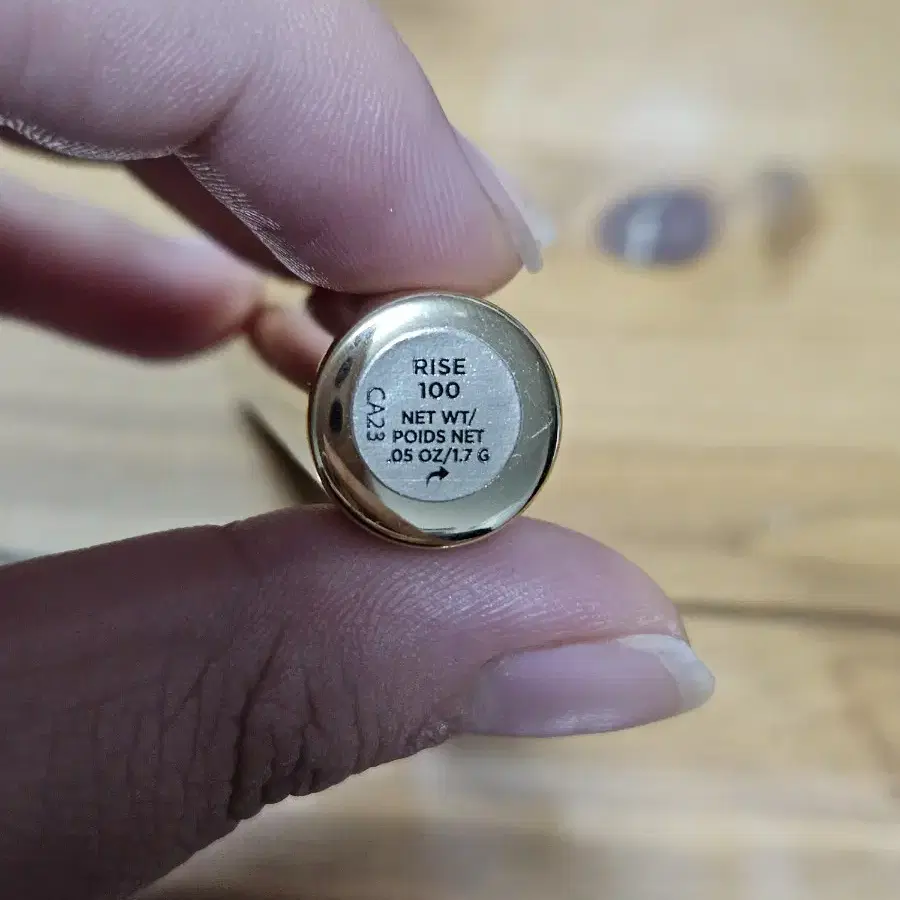 RISE
100
NET WT/
POIDS NET
.05 OZ/1.7 G
CA23